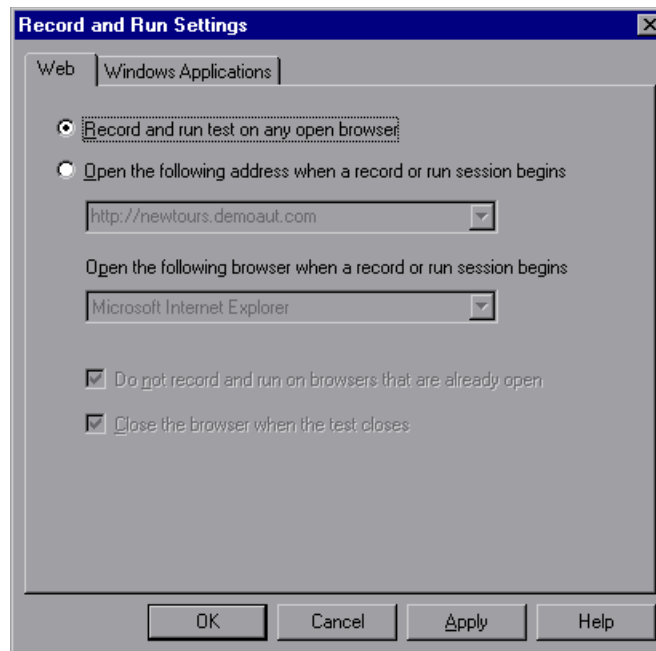 Record and Run Settings
Web
Windows Applications
Record and run test on any open browser
Open the following address when a record or run session begins
http://newtours.demoaut.com
Open the following browser when a record or run session begins
Microsoft Internet Explorer
Do not record and run on browsers that are already open
Close the browser when the test closes
OK Cancel Apply Help